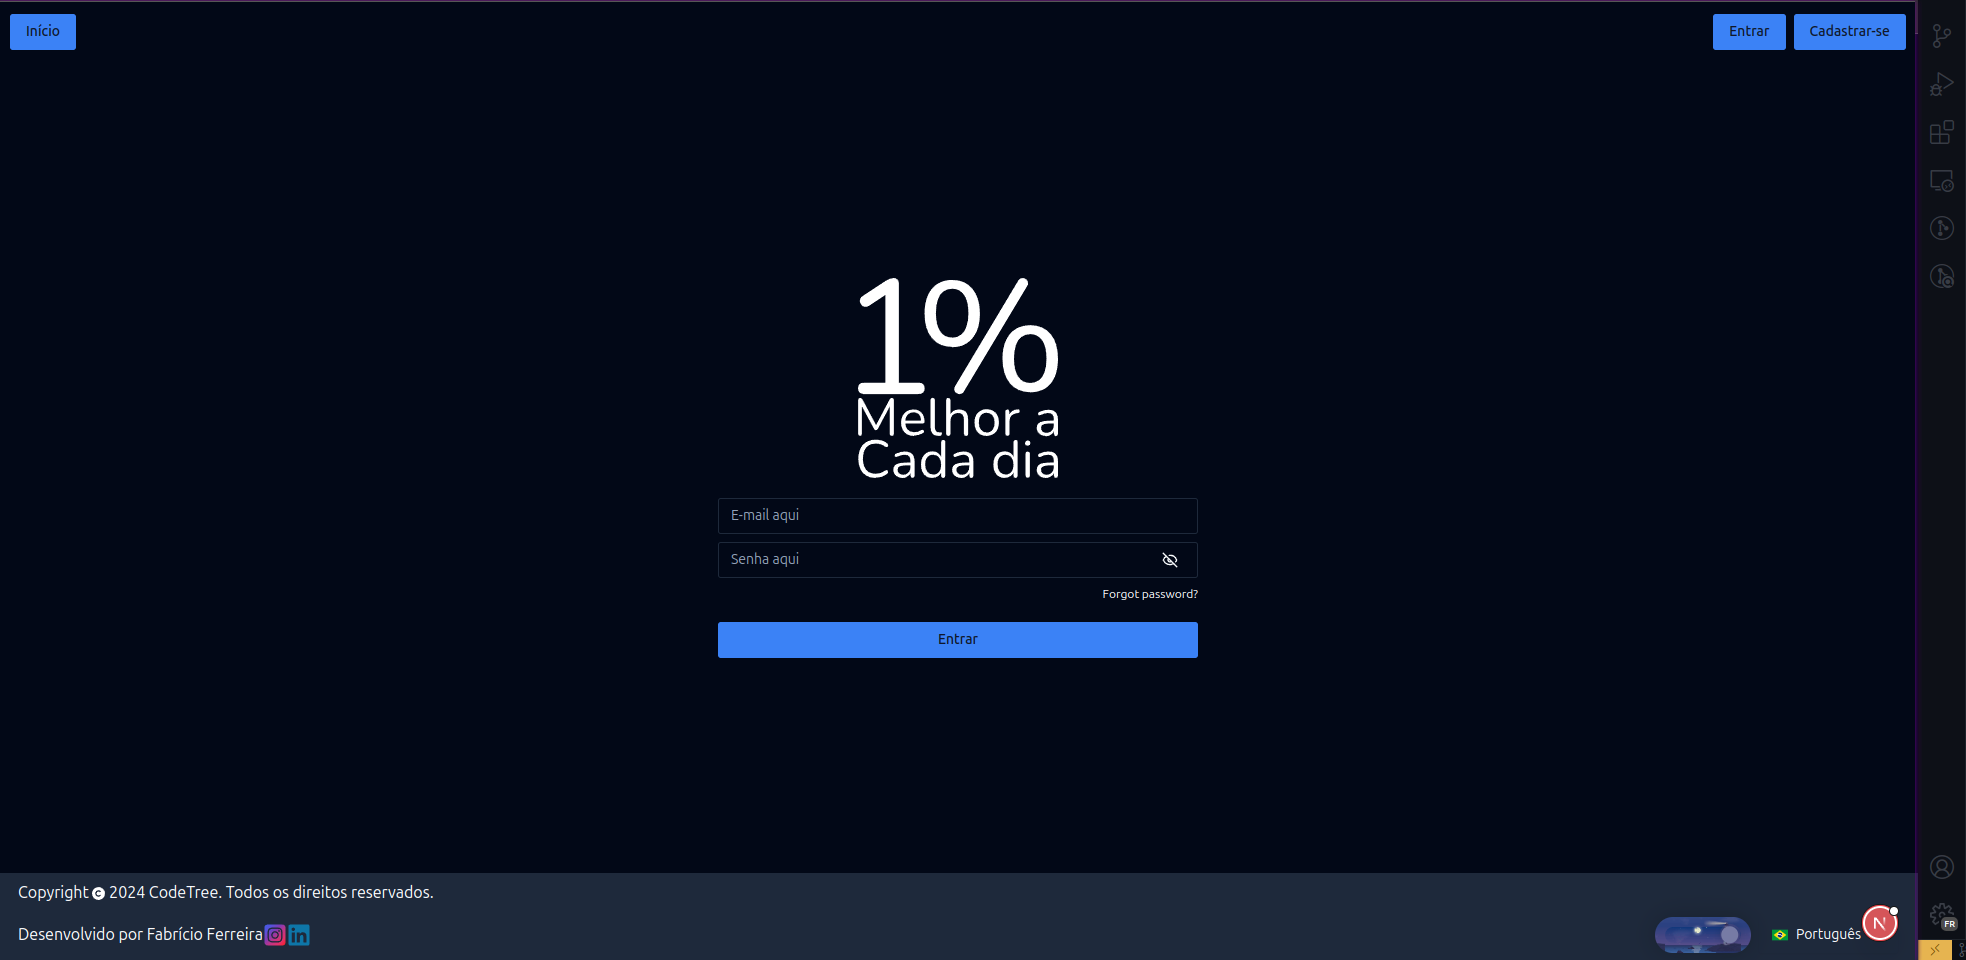 Início
Entrar
Cadastrar-se
1%
Melhor a
Cada dia
E-mail aqui
Senha aqui
Forgot password?
Entrar
Copyright © 2024 CodeTree. Todos os direitos reservados.
Desenvolvido por Fabrício Ferreira
in
Português
N
FR